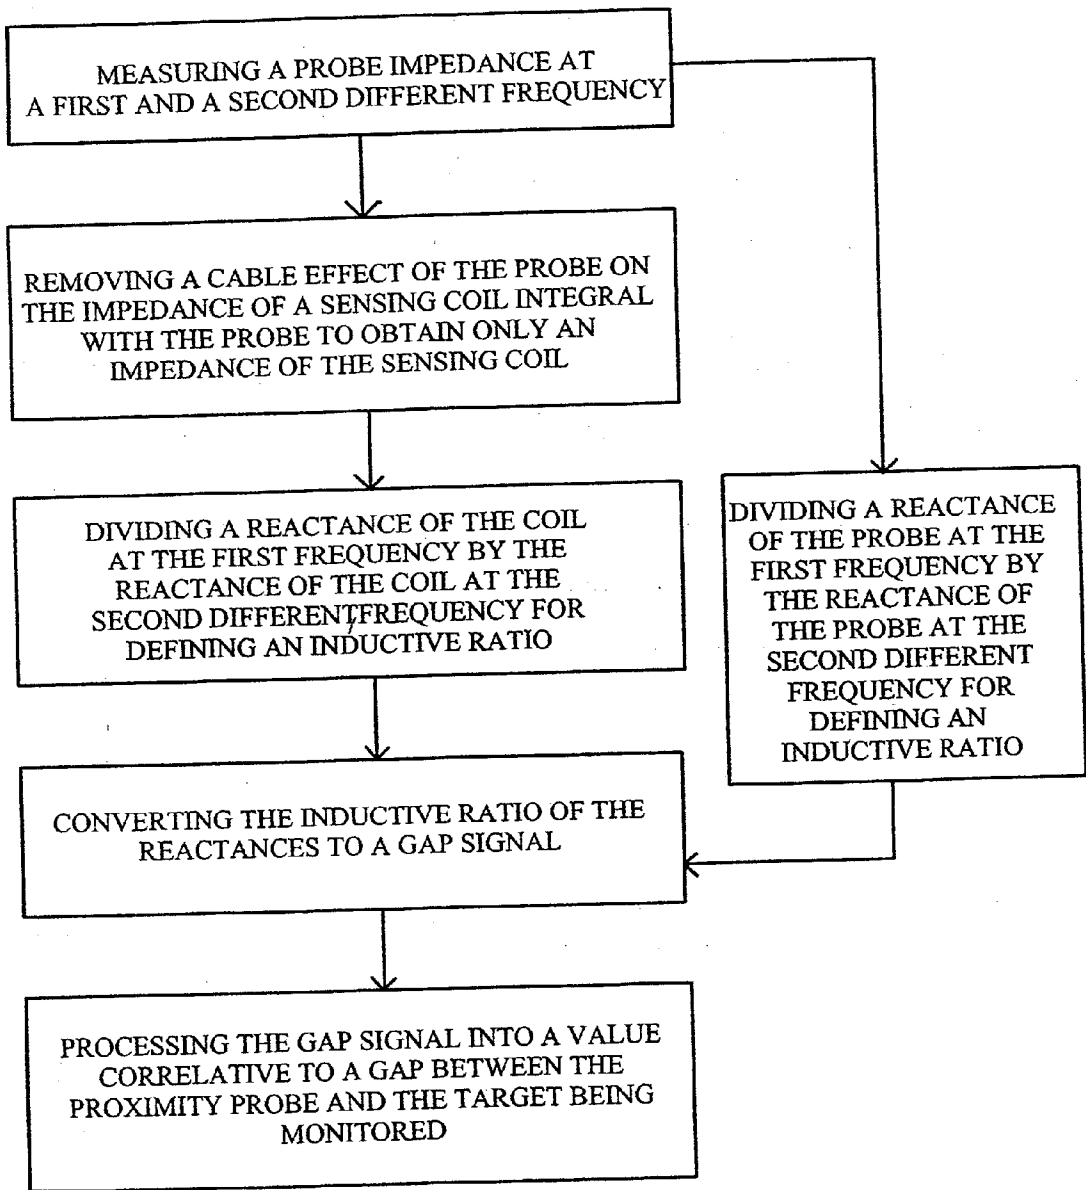 MEASURING A PROBE IMPEDANCE AT
A FIRST AND A SECOND DIFFERENT FREQUENCY
REMOVING A CABLE EFFECT OF THE PROBE ON
THE IMPEDANCE OF A SENSING COIL INTEGRAL
WITH THE PROBE TO OBTAIN ONLY AN
IMPEDANCE OF THE SENSING COIL
DIVIDING A REACTANCE OF THE COIL
AT THE FIRST FREQUENCY BY THE
REACTANCE OF THE COIL AT THE
SECOND DIFFERENT FREQUENCY FOR
DEFINING AN INDUCTIVE RATIO
DIVIDING A REACTANCE
OF THE PROBE AT THE
FIRST FREQUENCY BY
THE REACTANCE OF
THE PROBE AT THE
SECOND DIFFERENT
FREQUENCY FOR
DEFINING AN
INDUCTIVE RATIO
CONVERTING THE INDUCTIVE RATIO OF THE
REACTANCES TO A GAP SIGNAL
PROCESSING THE GAP SIGNAL INTO A VALUE
CORRELATIVE TO A GAP BETWEEN THE
PROXIMITY PROBE AND THE TARGET BEING
MONITORED